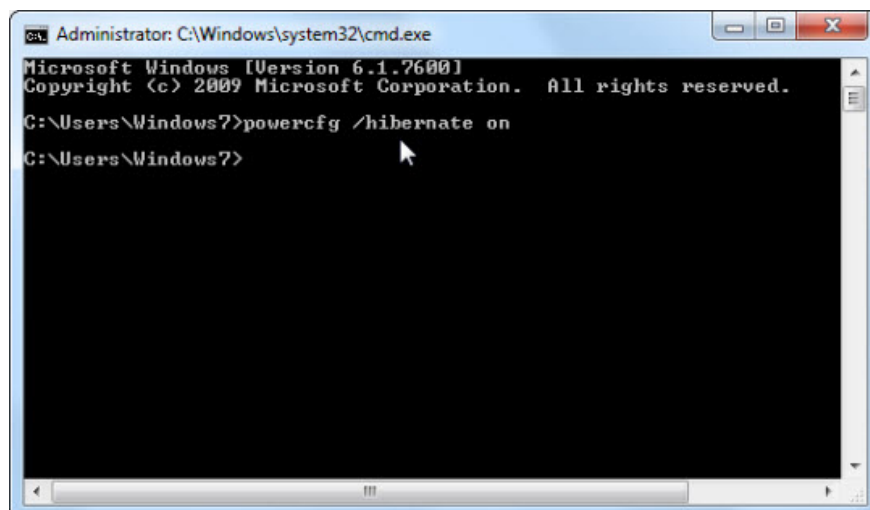 Administrator: C:\Windows\system32\cmd.exe
Microsoft Windows [Version 6.1.7600]
Copyright (c) 2009 Microsoft Corporation.  All rights reserved.
C:\Users\Windows7>powercfg /hibernate on
C:\Users\Windows7>